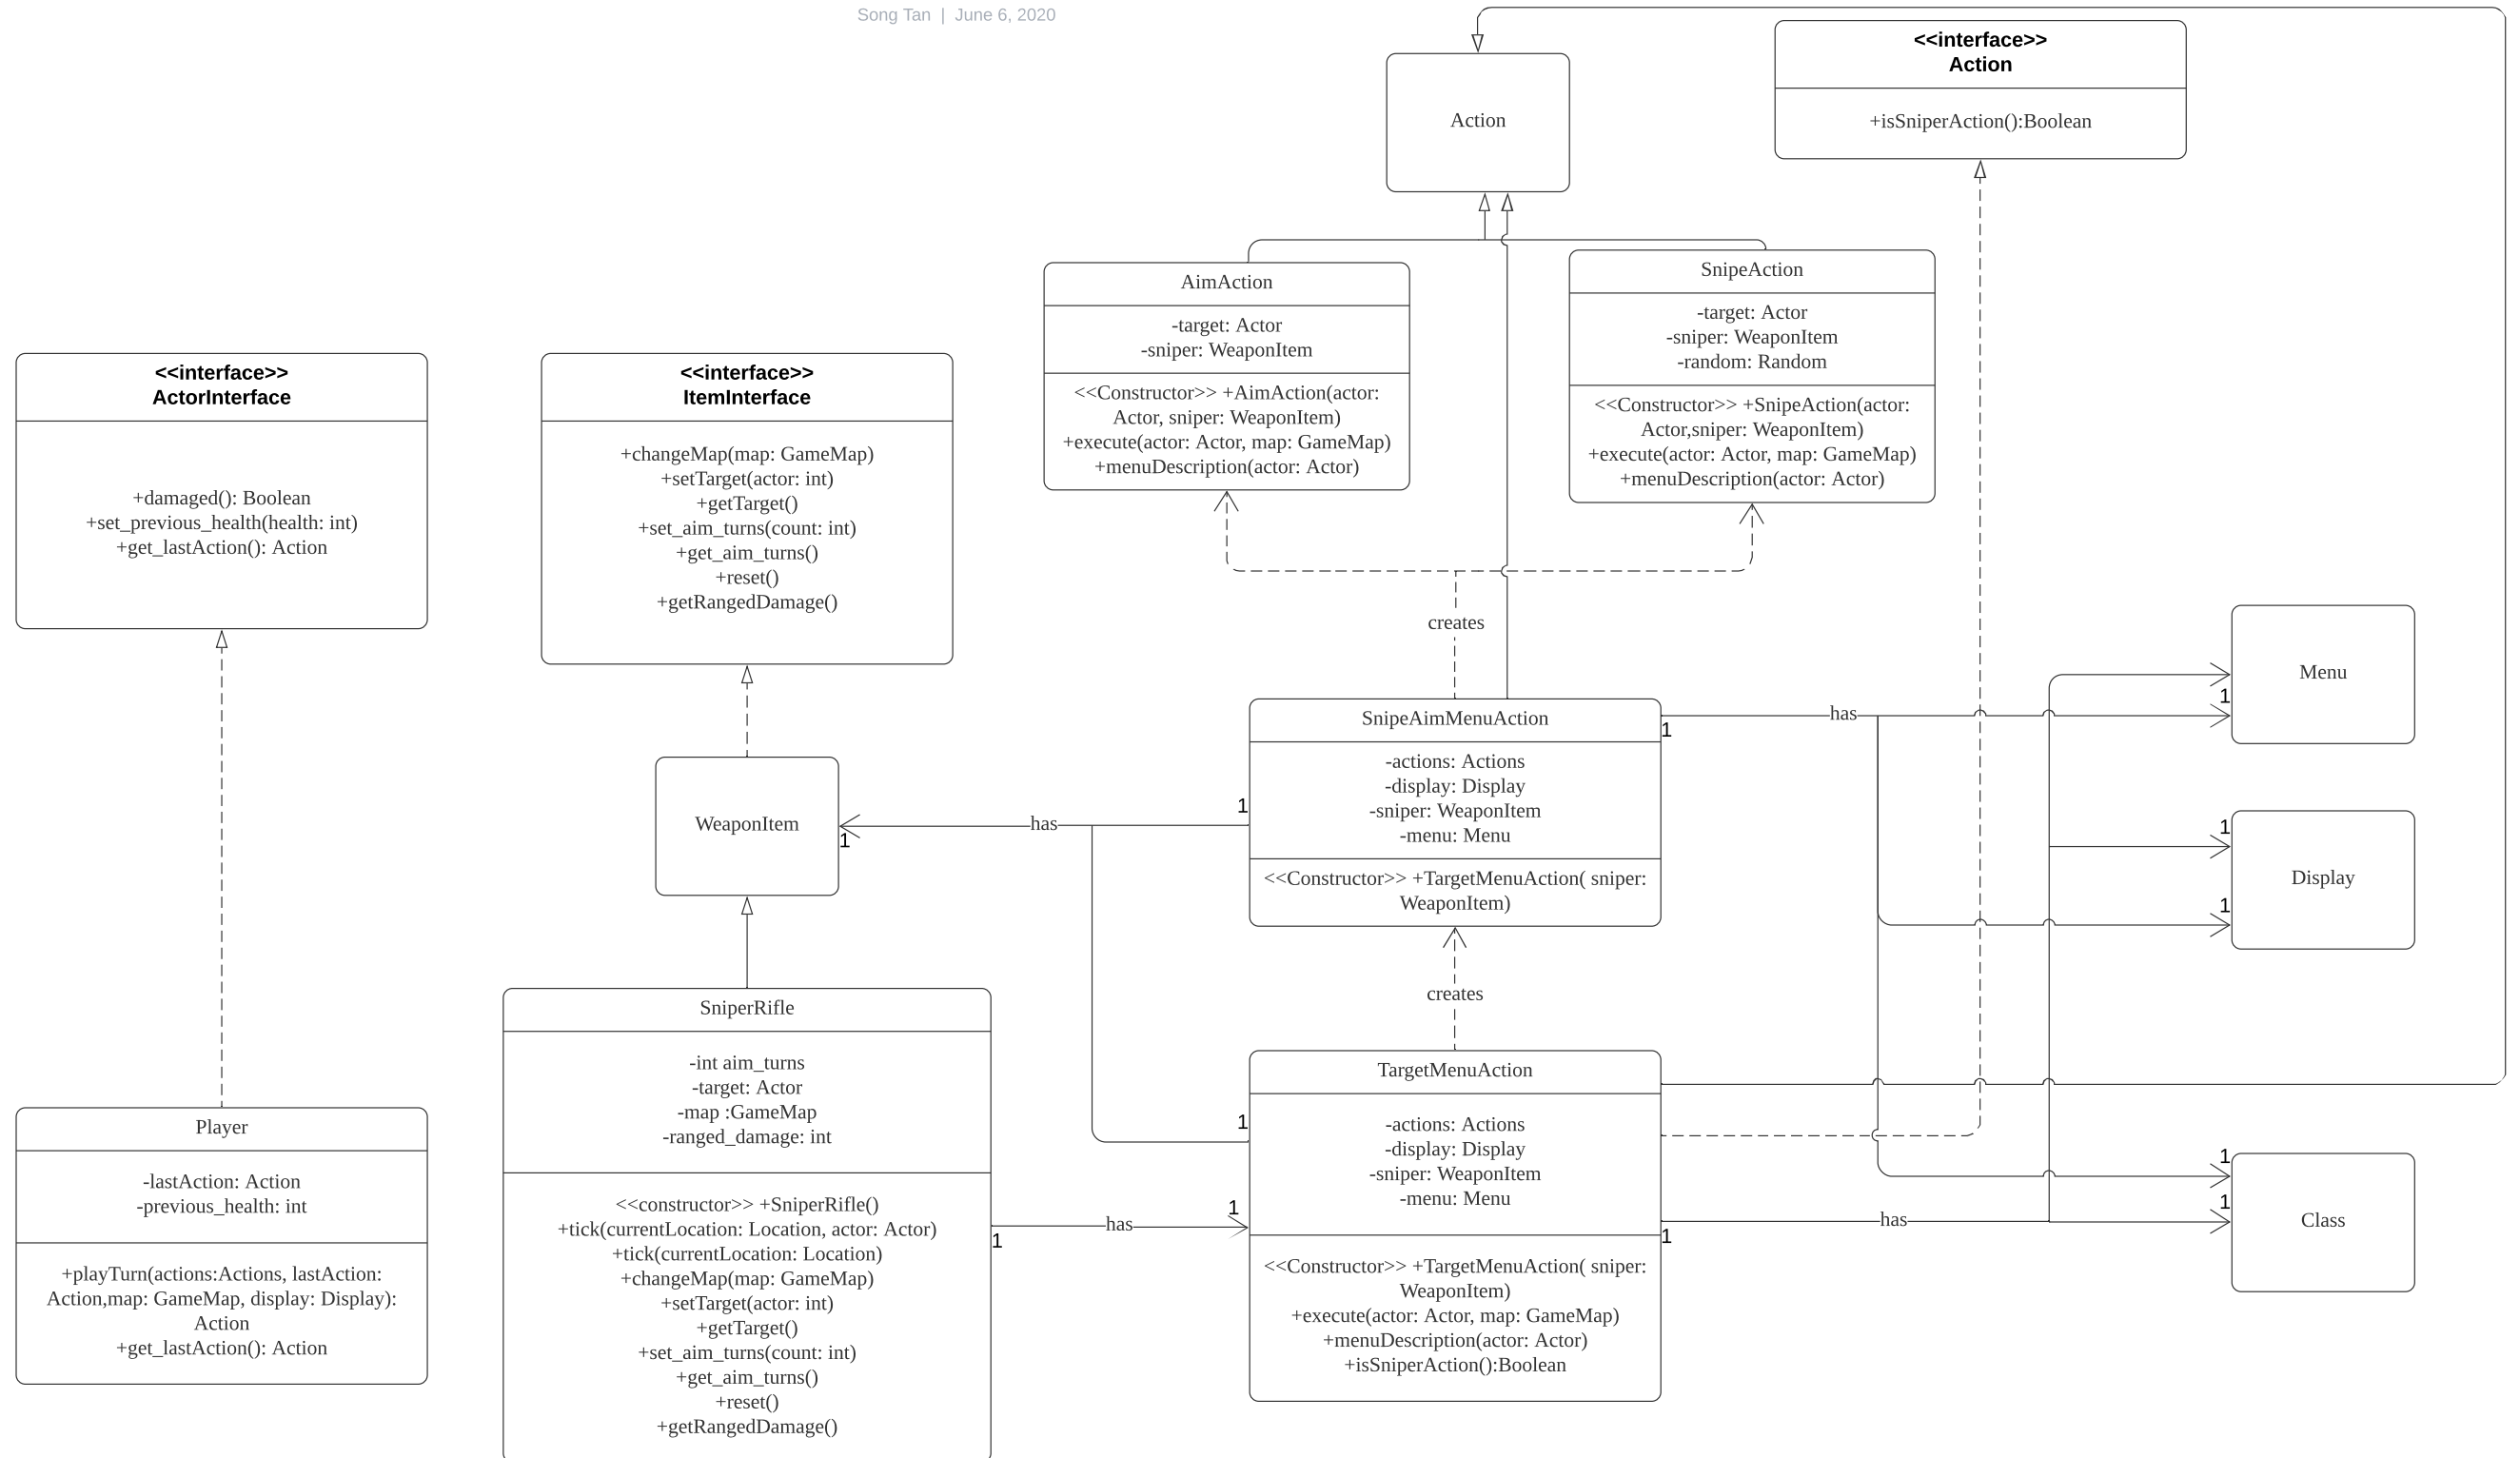 Song Tan | June 6, 2020
Action
<<interface>>
Action
+isSniperAction():Boolean
AimAction
-target: Actor
-sniper: WeaponItem
<<Constructor>> +AimAction(actor:
Actor, sniper: WeaponItem)
+execute(actor: Actor, map: GameMap)
+menuDescription(actor: Actor)
SnipeAction
-target: Actor
-sniper: WeaponItem
-random: Random
<<Constructor>> +SnipeAction(actor:
Actor,sniper: WeaponItem)
+execute(actor: Actor, map: GameMap)
+menuDescription(actor: Actor)
<<interface>>
ActorInterface
+damaged(): Boolean
+set_previous_health(health: int)
+get_lastAction(): Action
<<interface>>
ItemInterface
+changeMap(map: GameMap)
+setTarget(actor: int)
+getTarget()
+set_aim_turns(count: int)
+get_aim_turns()
+reset()
+getRangedDamage()
creates
Menu
1
SnipeAimMenuAction
-actions: Actions
-display: Display
-sniper: WeaponItem
-menu: Menu
<<Constructor>> +TargetMenuAction( sniper:
WeaponItem)
1
has
1
has
1
WeaponItem
1
Display
1
1
creates
SniperRifle
-int aim_turns
-target: Actor
-map :GameMap
-ranged_damage: int
<<constructor>> +SniperRifle()
+tick(currentLocation: Location, actor: Actor)
+tick(currentLocation: Location)
+changeMap(map: GameMap)
+setTarget(actor: int)
+getTarget()
+set_aim_turns(count: int)
+get_aim_turns()
+reset()
+getRangedDamage()
1
has
1
1
TargetMenuAction
-actions: Actions
-display: Display
-sniper: WeaponItem
-menu: Menu
<<Constructor>> +TargetMenuAction( sniper:
WeaponItem)
+execute(actor: Actor, map: GameMap)
+menuDescription(actor: Actor)
+isSniperAction():Boolean
1
has
1
1
Class
Player
-lastAction: Action
-previous_health: int
+playTurn(actions:Actions, lastAction:
Action,map: GameMap, display: Display):
Action
+get_lastAction(): Action